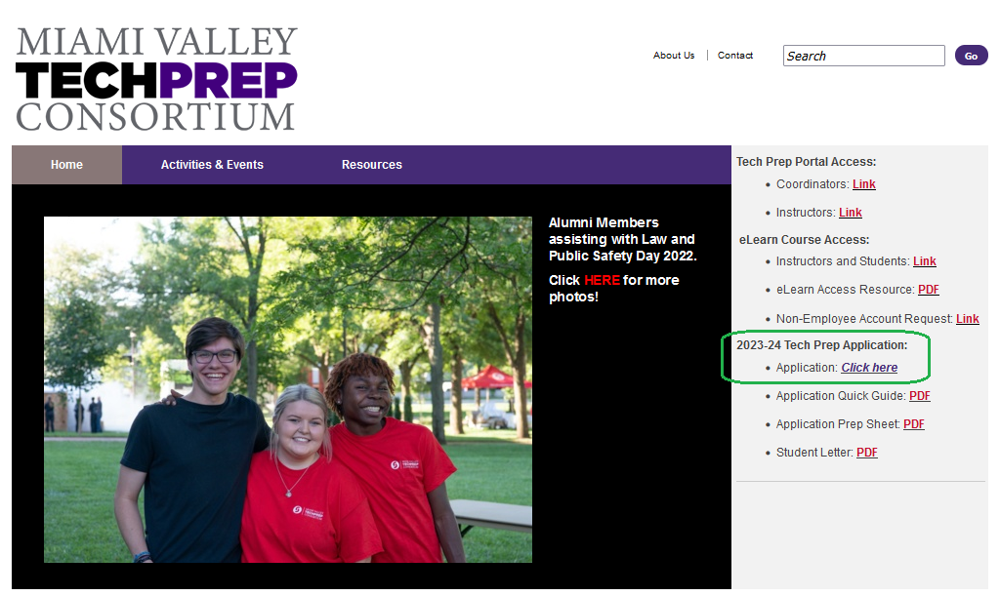 MIAMI VALLEY
TECHPREP
CONSORTIUM
About Us | Contact
Search
Go
Home
Activities & Events
Resources
Alumni Members
assisting with Law and
Public Safety Day 2022.
Click HERE for more
photos!
Tech Prep Portal Access:
• Coordinators: Link
• Instructors: Link
eLearn Course Access:
• Instructors and Students: Link
• eLearn Access Resource: PDF
• Non-Employee Account Request: Link
2023-24 Tech Prep Application:
• Application: Click here
• Application Quick Guide: PDF
• Application Prep Sheet: PDF
• Student Letter: PDF